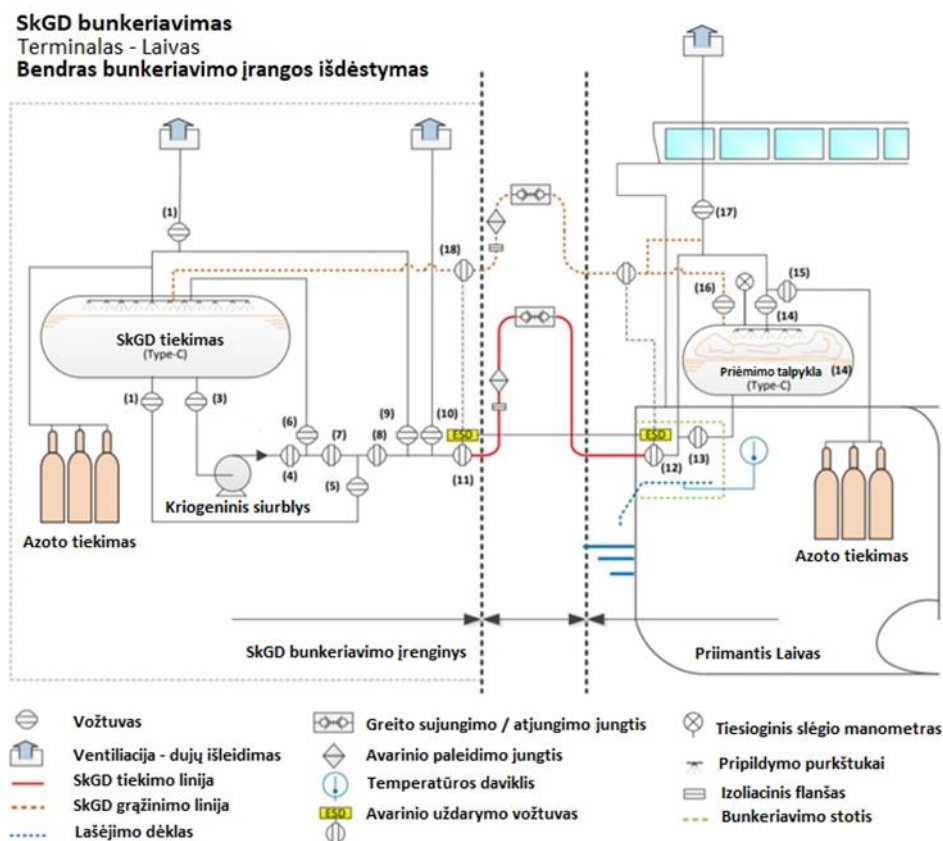 SkGD bunkeriavimas
Terminalas - Laivas
Bendras bunkeriavimo įrangos išdėstymas
(1)
(17)
(18)
(15)
(16)
(14)
SkGD tiekimas
(Type-C)
Priėmimo talpykla (14)
(Type-C)
(1)
(3)
(6)
(7)
(8)
(9)
(10)
ESD
ESD
(4)
(5)
(11)
(12)
(13)
Kriogeninis siurblys
Azoto tiekimas
Azoto tiekimas
SkGD bunkeriavimo įrenginys
Priimantis Laivas
Vožtuvas
Ventiliacija - dujų išleidimas
SkGD tiekimo linija
SkGD grąžinimo linija
Lašėjimo dėklas
Greito sujungimo / atjungimo jungtis
Avarinio paleidimo jungtis
Temperatūros daviklis
ESD
Avarinio uždarymo vožtuvas
Tiesioginis slėgio manometras
Pripildymo purkštukai
Izoliacinis flanšas
Bunkeriavimo stotis